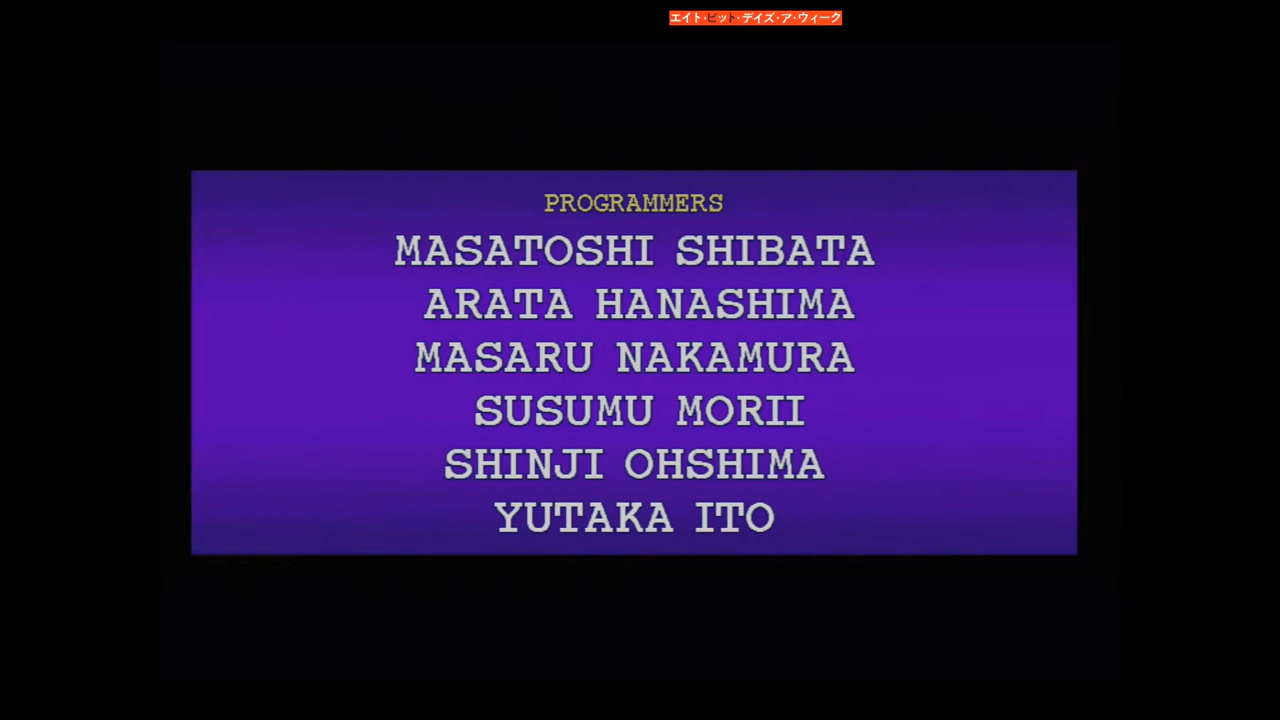 エイト・ビット・デイズ・ア・ウィーク
PROGRAMMERS
MASATOSHI SHIBATA
ARATA HANASHIMA
MASARU NAKAMURA
SUSUMU MORII
SHINJI OHSHIMA
YUTAKA ITO